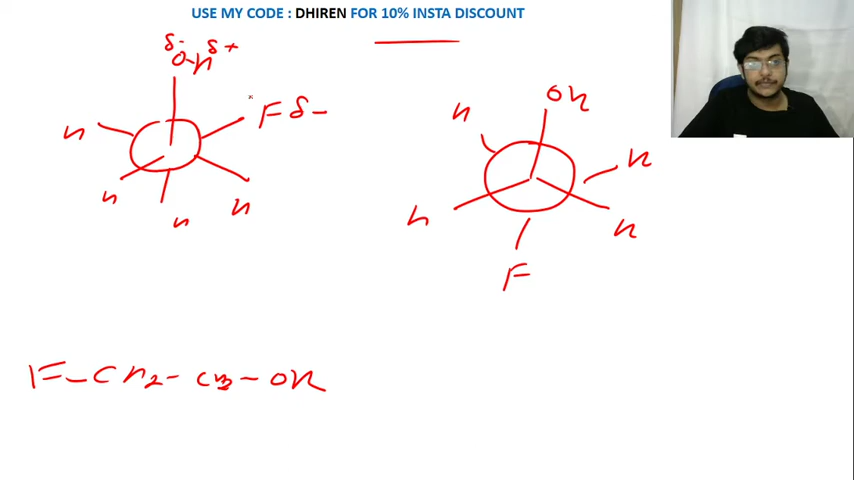 USE MY CODE : DHIREN FOR 10% INSTA DISCOUNT
δ- δ+
O-H
H F δ-
H H H
H OH
H H
H
F
F-CH2-CH2-OH